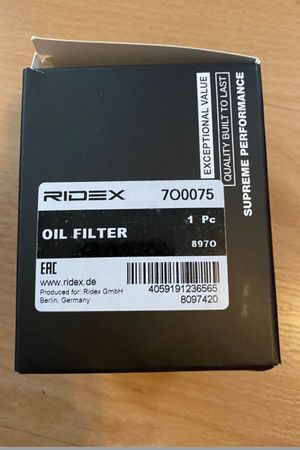 EXCEPTIONAL VALUE
QUALITY BUILT TO LAST
SUPREME PERFORMANCE
RIDEX 7O0075
1 Pc
OIL FILTER
897O
EAC
www.ridex.de
Produced for: Ridex GmbH
Berlin, Germany
4059191236565
8097420